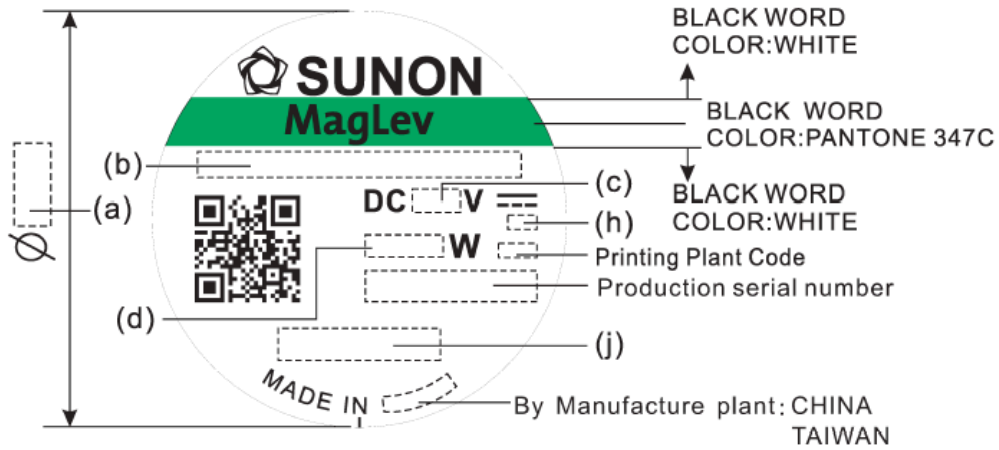 BLACK WORD
COLOR:WHITE
SUNON
MagLev
BLACK WORD
COLOR:PANTONE 347C
(b)
(c)
DC V
BLACK WORD
COLOR:WHITE
(a)
(h)
Ø
W
Printing Plant Code
Production serial number
(d)
(j)
MADE IN
By Manufacture plant: CHINA
TAIWAN